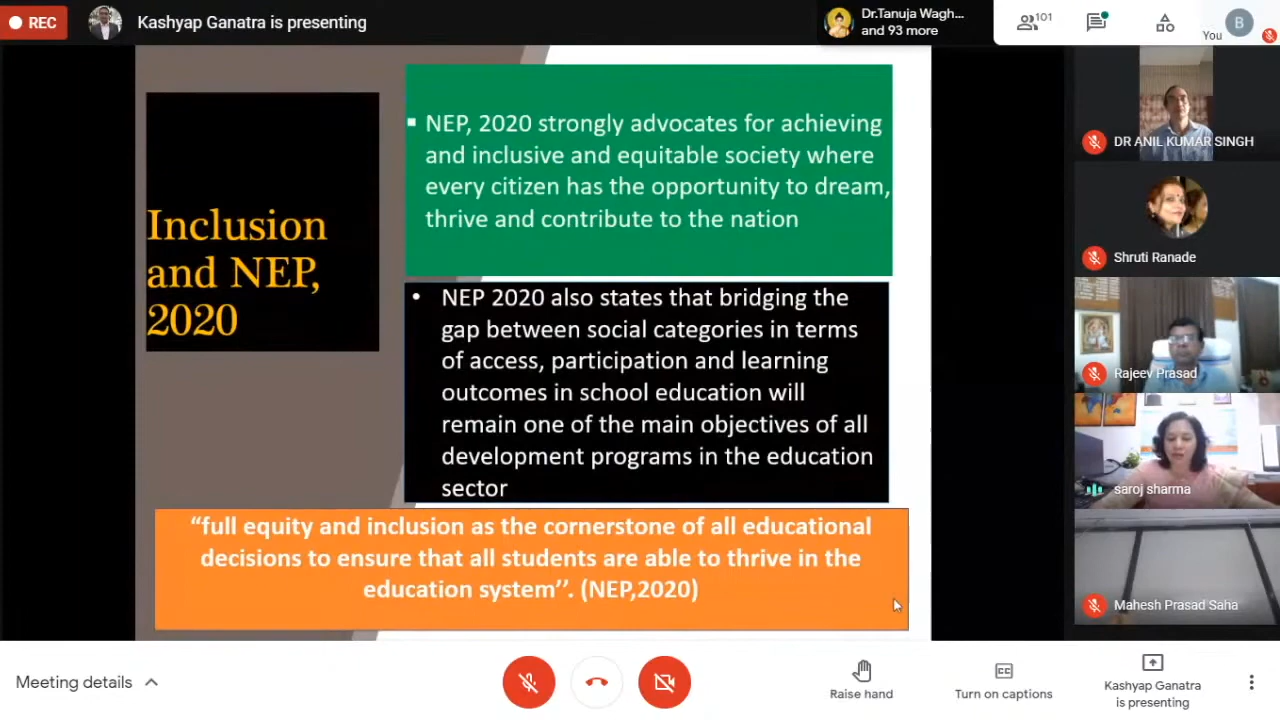 REC
Kashyap Ganatra is presenting
Dr.Tanuja Wagh...
and 93 more
101
B
You
Inclusion
and NEP,
2020
▪ NEP, 2020 strongly advocates for achieving
and inclusive and equitable society where
every citizen has the opportunity to dream,
thrive and contribute to the nation
• NEP 2020 also states that bridging the
gap between social categories in terms
of access, participation and learning
outcomes in school education will
remain one of the main objectives of all
development programs in the education
sector
“full equity and inclusion as the cornerstone of all educational
decisions to ensure that all students are able to thrive in the
education system’’. (NEP,2020)
DR ANIL KUMAR SINGH
Shruti Ranade
Rajeev Prasad
saroj sharma
Mahesh Prasad Saha
Meeting details
Raise hand
CC
Turn on captions
Kashyap Ganatra
is presenting